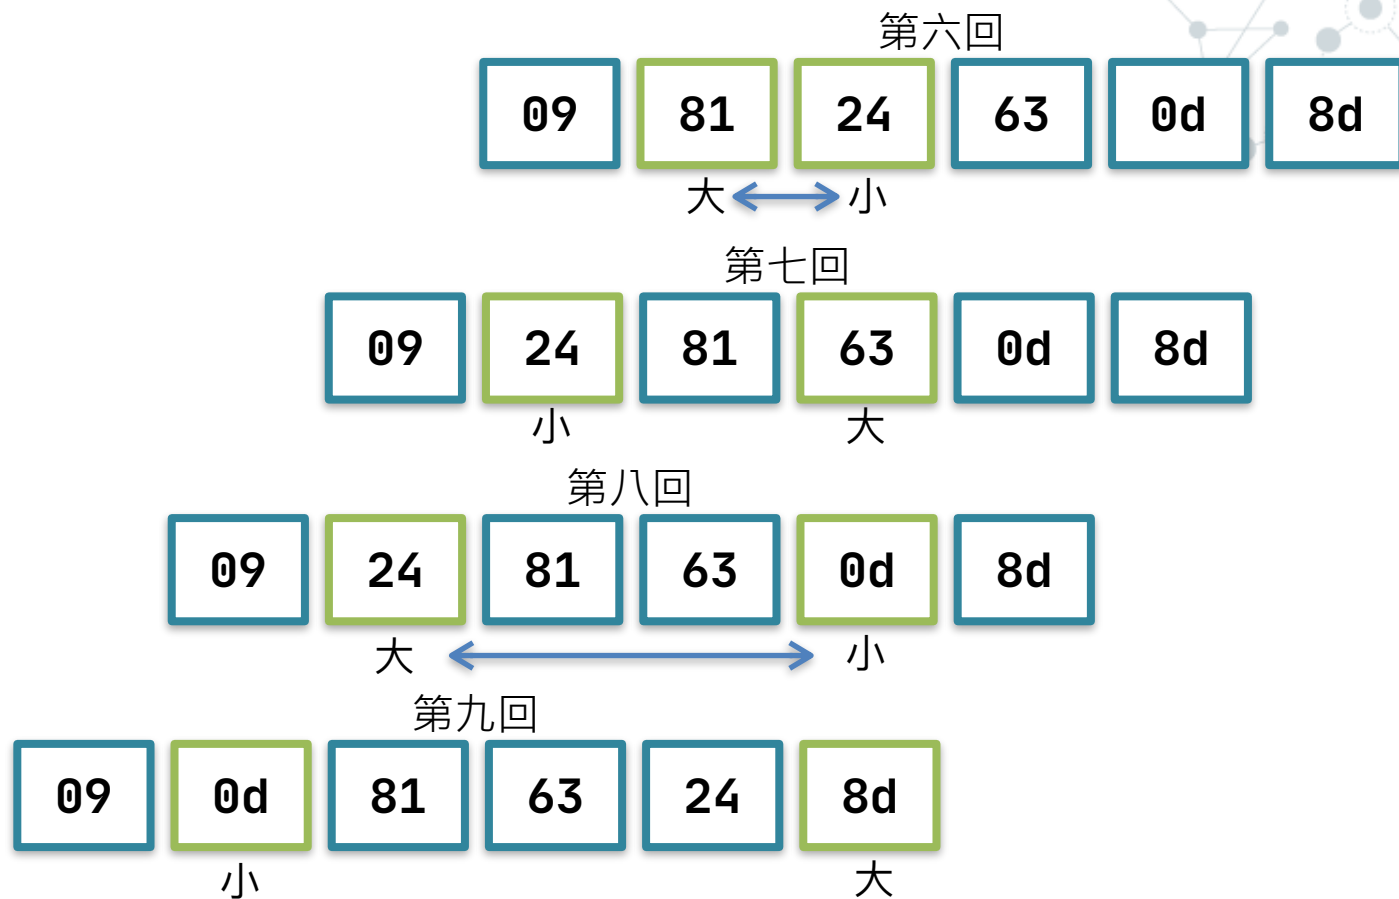 第六回
09 81 24 63 0d 8d
大 小
第七回
09 24 81 63 0d 8d
小 大
第八回
09 24 81 63 0d 8d
大 小
第九回
09 0d 81 63 24 8d
小 大